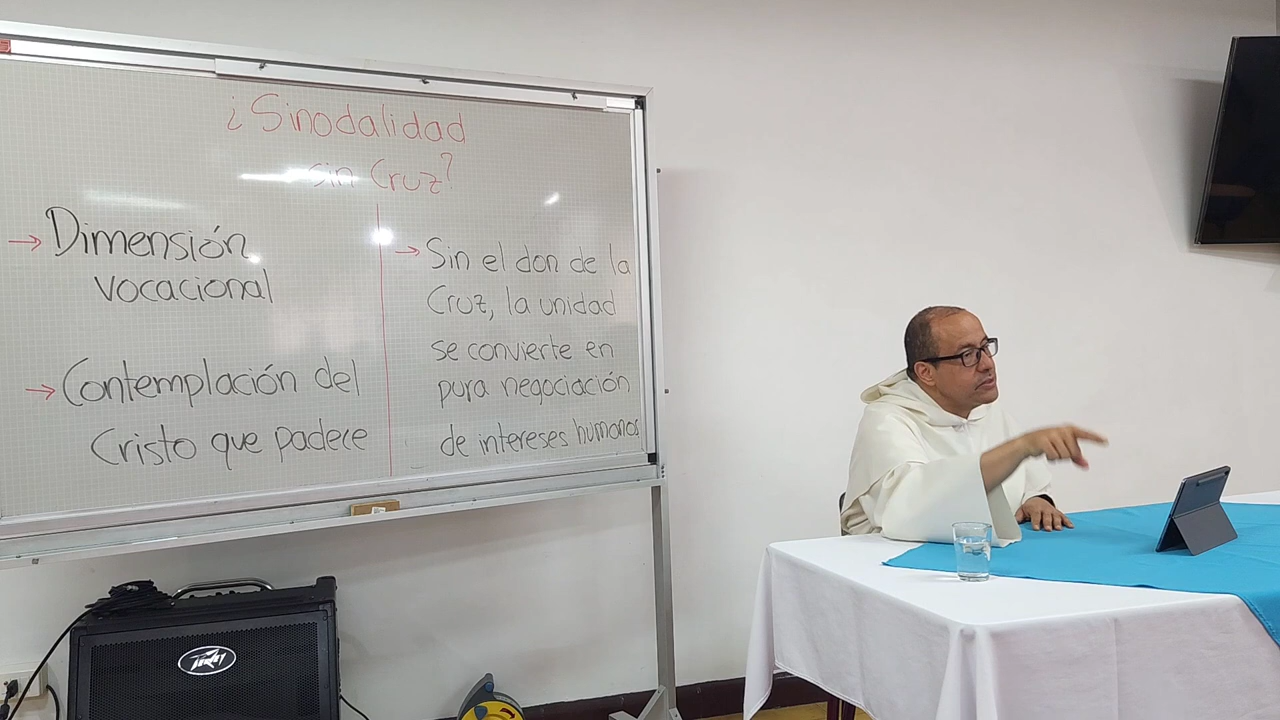 ¿Sinodalidad
sin Cruz?
→ Dimensión
vocacional
→ Contemplación del
Cristo que padece
→ Sin el don de la
Cruz, la unidad
se convierte en
pura negociación
de intereses humanos
PEAVEY